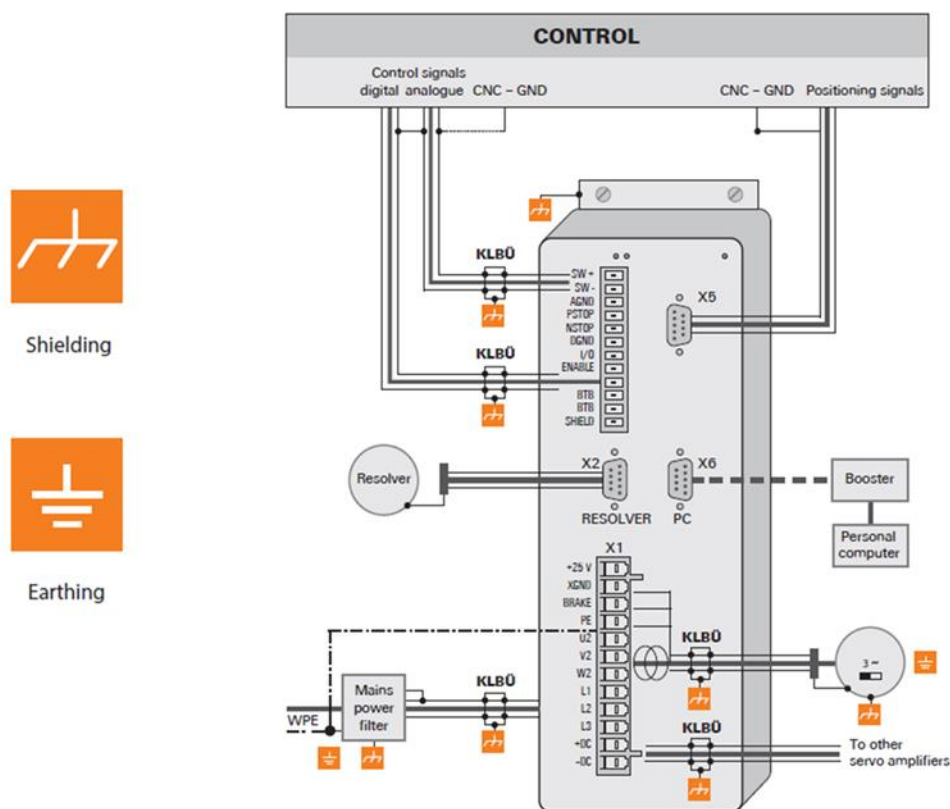 CONTROL
Control signals
digital analogue
CNC – GND
CNC – GND
Positioning signals
Shielding
Earthing
KLBÜ
SW +
SW -
AGND
PSTOP
NSTOP
DGND
I/O
ENABLE
BTB
BTB
SHIELD
X5
KLBÜ
Resolver
X2
RESOLVER
X6
PC
Booster
Personal
computer
X1
+25 V
XGND
BRAKE
PE
U2
V2
W2
L1
L2
L3
+DC
-DC
KLBÜ
3 ~
KLBÜ
Mains
power
filter
WPE
KLBÜ
To other
servo amplifiers